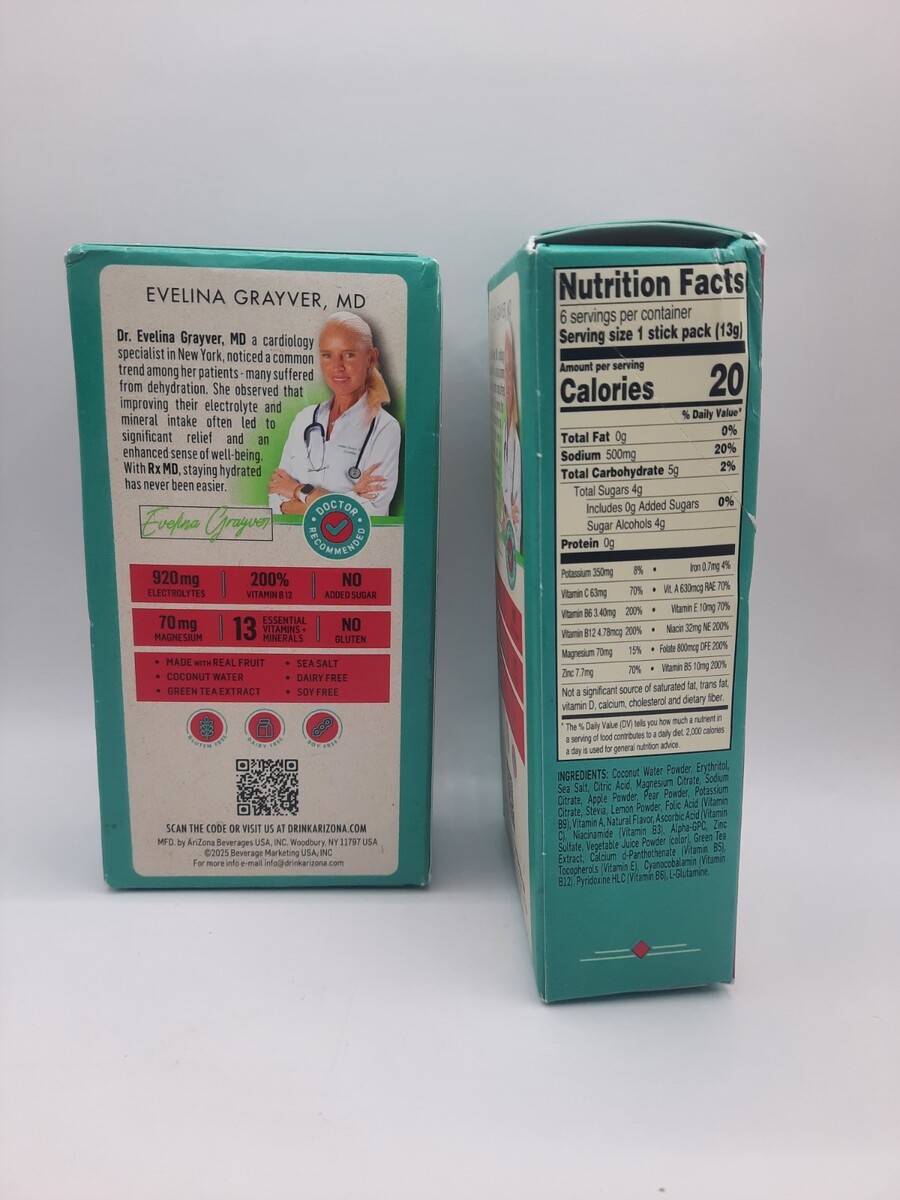 EVELINA GRAYVER, MD
Dr. Evelina Grayver, MD a cardiology
specialist in New York, noticed a common
trend among her patients - many suffered
from dehydration. She observed that
improving their electrolyte and
mineral intake often led to
significant relief and an
enhanced sense of well-being.
With Rx MD, staying hydrated
has never been easier.
Evelina Grayver
DOCTOR
RECOMMENDED
920mg
ELECTROLYTES
200%
VITAMIN B12
NO
ADDED SUGAR
70mg
MAGNESIUM
13 ESSENTIAL
VITAMINS +
MINERALS
NO
GLUTEN
• MADE WITH REAL FRUIT
• COCONUT WATER
• GREEN TEA EXTRACT
• SEA SALT
• DAIRY FREE
• SOY FREE
GLUTEN FREE
DAIRY FREE
SOY FREE
SCAN THE CODE OR VISIT US AT DRINKARIZONA.COM
MFD. by AriZona Beverages USA, INC. Woodbury, NY 11797 USA
©2025 Beverage Marketing USA, INC
For more info e-mail info@drinkarizona.com
Nutrition Facts
6 servings per container
Serving size 1 stick pack (13g)
Amount per serving
Calories 20
% Daily Value*
Total Fat 0g 0%
Sodium 500mg 20%
Total Carbohydrate 5g 2%
Total Sugars 4g
Includes 0g Added Sugars 0%
Sugar Alcohols 4g
Protein 0g
Potassium 350mg 8% • Iron 0.7mg 4%
Vitamin C 63mg 70% • Vit. A 630mcg RAE 70%
Vitamin B6 3.40mg 200% • Vitamin E 10mg 70%
Vitamin B12 4.78mcg 200% • Niacin 32mg NE 200%
Magnesium 70mg 15% • Folate 800mcg DFE 200%
Zinc 7.7mg 70% • Vitamin B5 10mg 200%
Not a significant source of saturated fat, trans fat,
vitamin D, calcium, cholesterol and dietary fiber.
* The % Daily Value (DV) tells you how much a nutrient in
a serving of food contributes to a daily diet. 2,000 calories
a day is used for general nutrition advice.
INGREDIENTS: Coconut Water Powder, Erythritol,
Sea Salt, Citric Acid, Magnesium Citrate, Sodium
Citrate, Apple Powder, Pear Powder, Potassium
Citrate, Stevia, Lemon Powder, Folic Acid (Vitamin
B9), Vitamin A, Natural Flavor, Ascorbic Acid (Vitamin
C), Niacinamide (Vitamin B3), Alpha-GPC, Zinc
Sulfate, Vegetable Juice Powder (color), Green Tea
Extract, Calcium d-Panthothenate (Vitamin B5),
Tocopherols (Vitamin E), Cyanocobalamin (Vitamin
B12), Pyridoxine HLC (Vitamin B6), L-Glutamine.